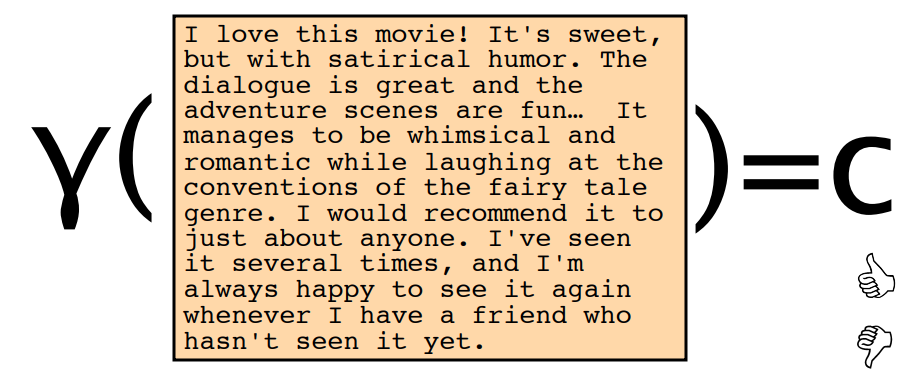 γ(
I love this movie! It's sweet,
but with satirical humor. The
dialogue is great and the
adventure scenes are fun… It
manages to be whimsical and
romantic while laughing at the
conventions of the fairy tale
genre. I would recommend it to
just about anyone. I've seen
it several times, and I'm
always happy to see it again
whenever I have a friend who
hasn't seen it yet.
)=c